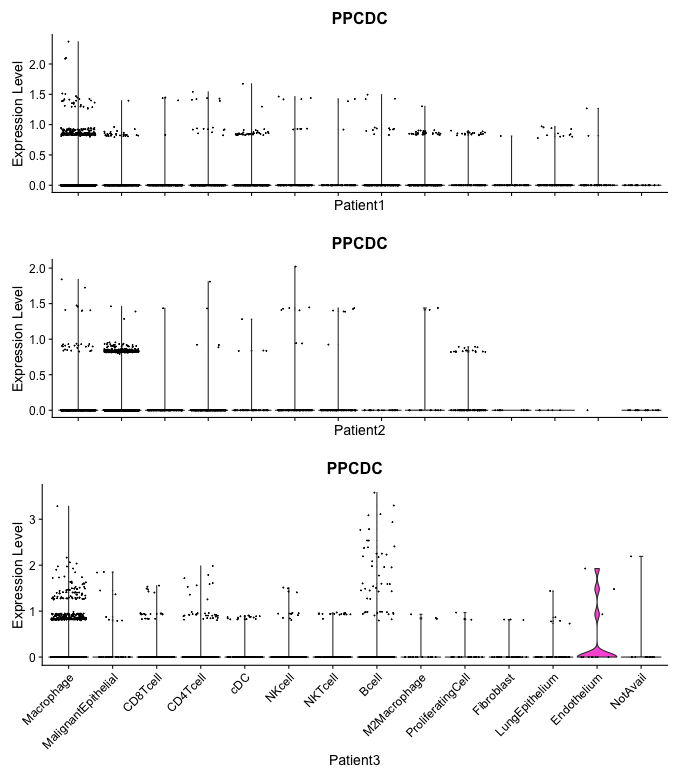 PPCDC
Expression Level
2.0
1.5
1.0
0.5
0.0
Patient1
PPCDC
Expression Level
2.0
1.5
1.0
0.5
0.0
Patient2
PPCDC
Expression Level
3
2
1
0
Macrophage
MalignantEpithelial
CD8Tcell
CD4Tcell
cDC
NKcell
NKTcell
Bcell
M2Macrophage
ProliferatingCell
Fibroblast
LungEpithelium
Endothelium
NotAvail
Patient3